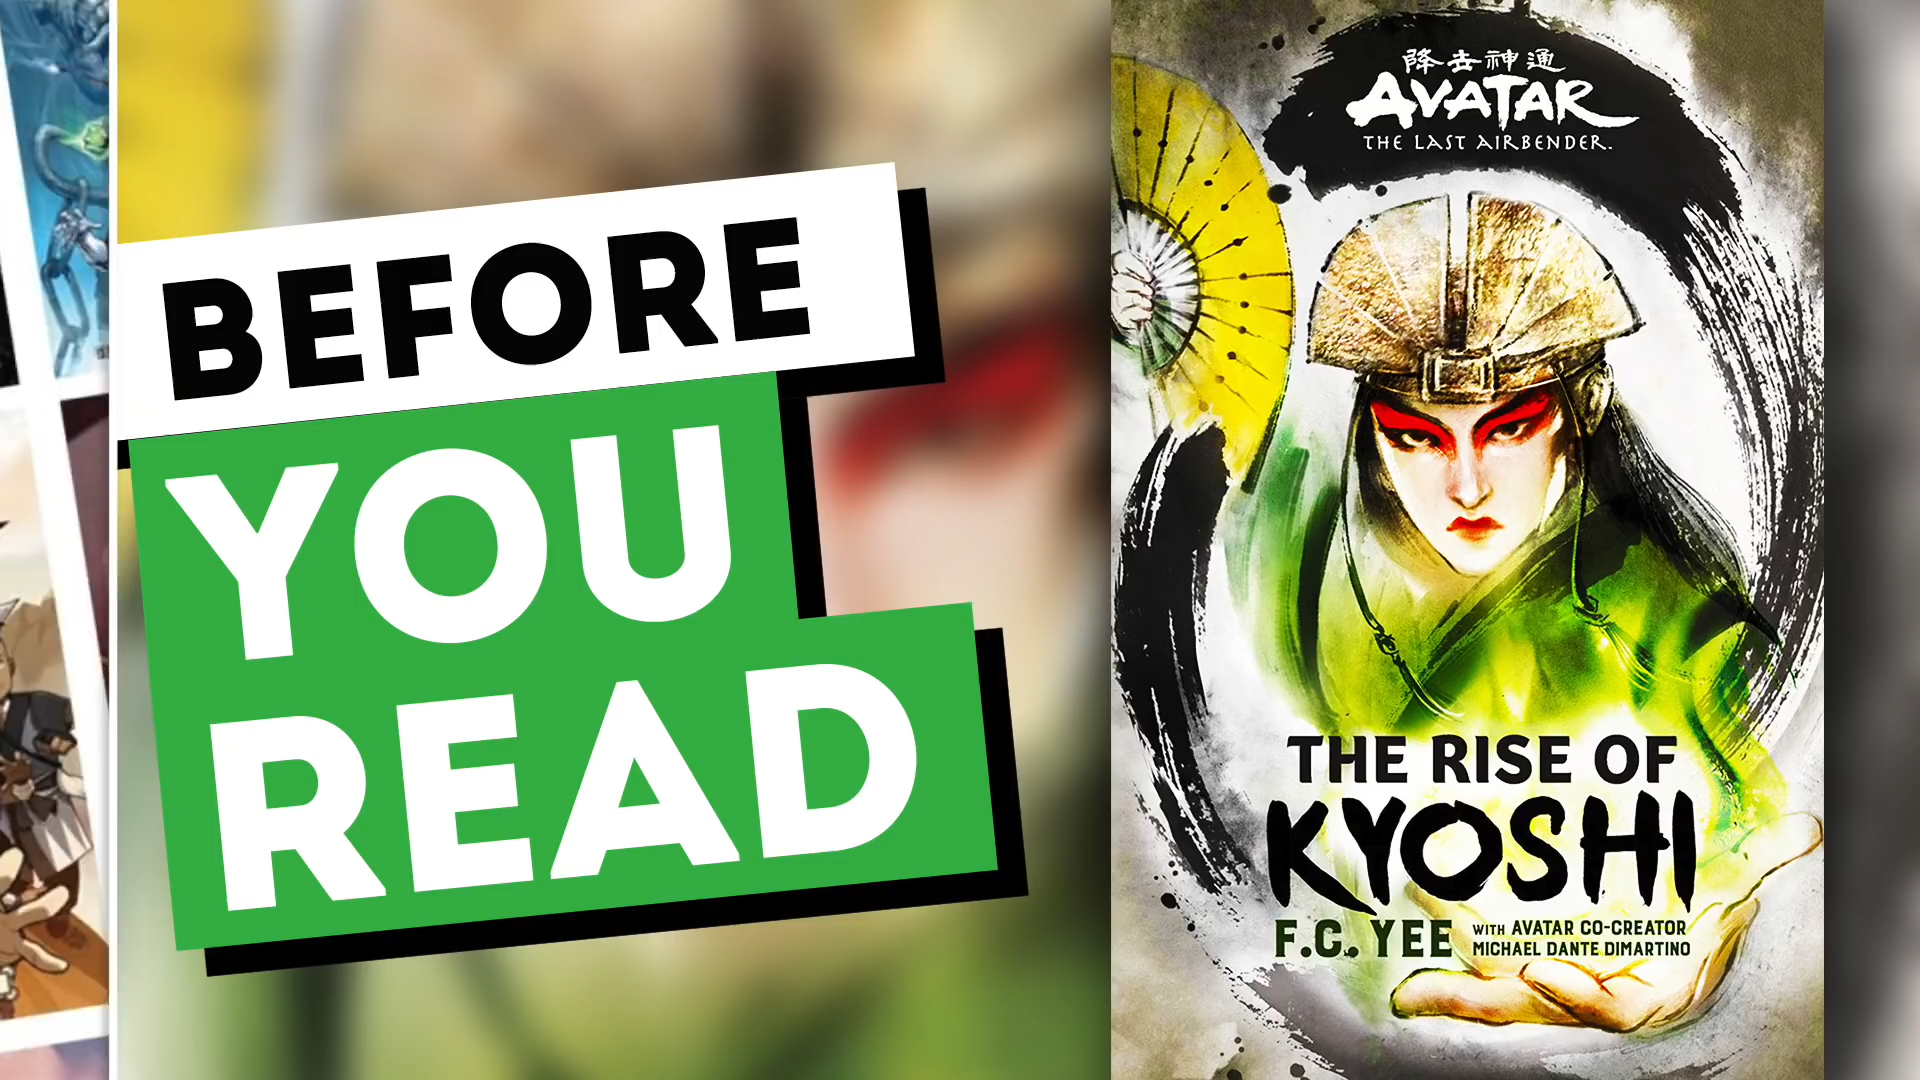 BEFORE
YOU
READ
降去神通
AVATAR
THE LAST AIRBENDER.
THE RISE OF
KYOSHI
F.C. YEE
WITH AVATAR CO-CREATOR
MICHAEL DANTE DIMARTINO